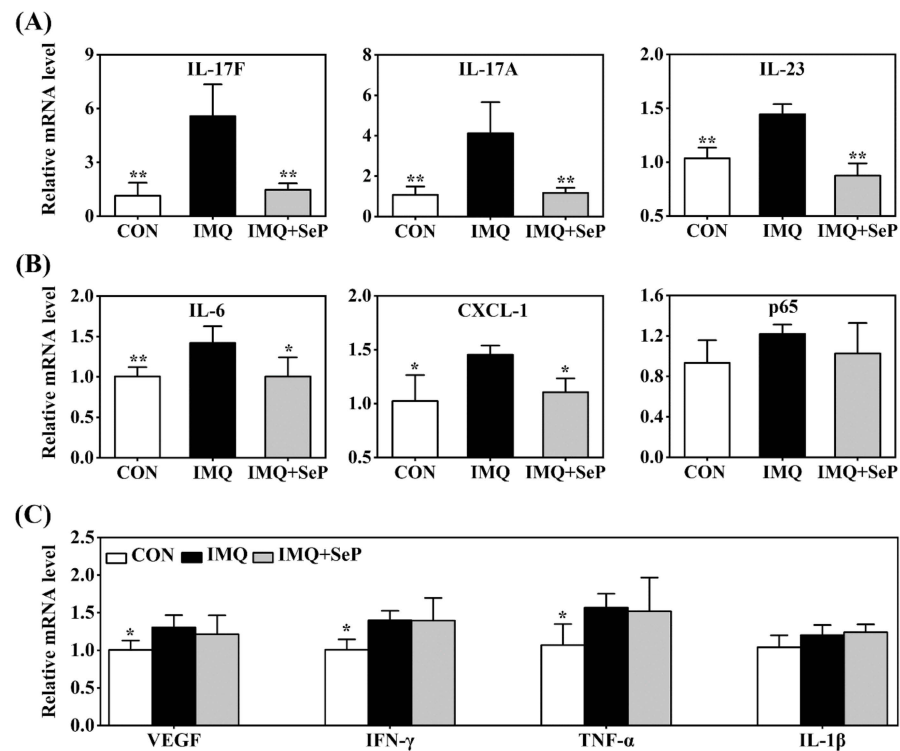 (A)
IL-17F
IL-17A
IL-23
Relative mRNA level
9
6
3
0
8
6
4
2
0
2.0
1.5
1.0
0.5
**
**
**
**
**
**
CON IMQ IMQ+SeP
CON IMQ IMQ+SeP
CON IMQ IMQ+SeP
(B)
IL-6
CXCL-1
p65
Relative mRNA level
2.0
1.5
1.0
0.5
0.0
2.0
1.5
1.0
0.5
1.6
1.2
0.8
0.4
0.0
**
*
*
*
CON IMQ IMQ+SeP
CON IMQ IMQ+SeP
CON IMQ IMQ+SeP
(C)
Relative mRNA level
2.5
2.0
1.5
1.0
0.5
0.0
CON IMQ IMQ+SeP
*
*
*
VEGF IFN-γ TNF-α IL-1β